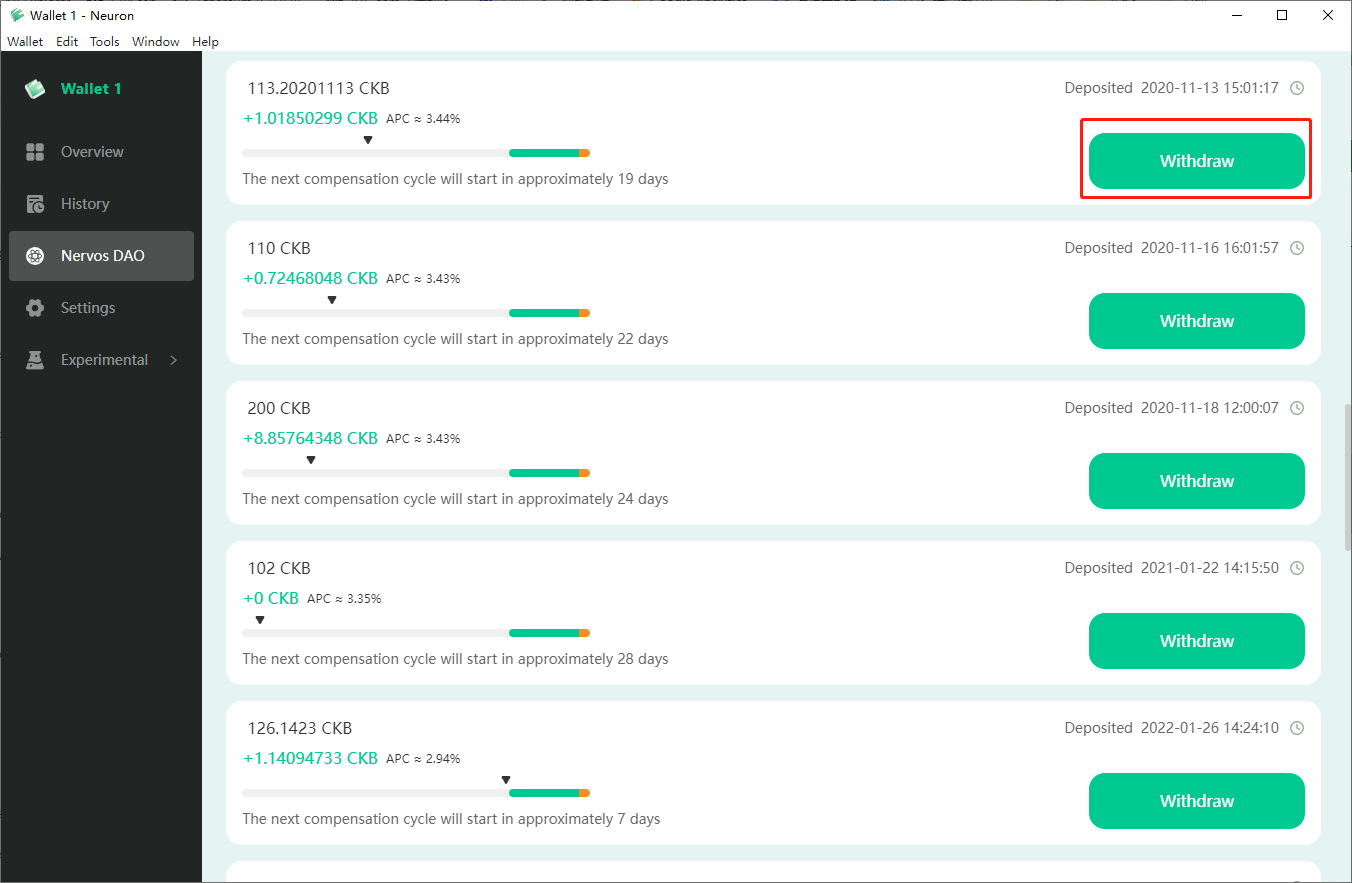 Wallet 1 - Neuron
Wallet Edit Tools Window Help
Wallet 1
Overview
History
Nervos DAO
Settings
Experimental
113.20201113 CKB
Deposited 2020-11-13 15:01:17
+1.01850299 CKB APC ≈ 3.44%
Withdraw
The next compensation cycle will start in approximately 19 days
110 CKB
Deposited 2020-11-16 16:01:57
+0.72468048 CKB APC ≈ 3.43%
Withdraw
The next compensation cycle will start in approximately 22 days
200 CKB
Deposited 2020-11-18 12:00:07
+8.85764348 CKB APC ≈ 3.43%
Withdraw
The next compensation cycle will start in approximately 24 days
102 CKB
Deposited 2021-01-22 14:15:50
+0 CKB APC ≈ 3.35%
Withdraw
The next compensation cycle will start in approximately 28 days
126.1423 CKB
Deposited 2022-01-26 14:24:10
+1.14094733 CKB APC ≈ 2.94%
Withdraw
The next compensation cycle will start in approximately 7 days